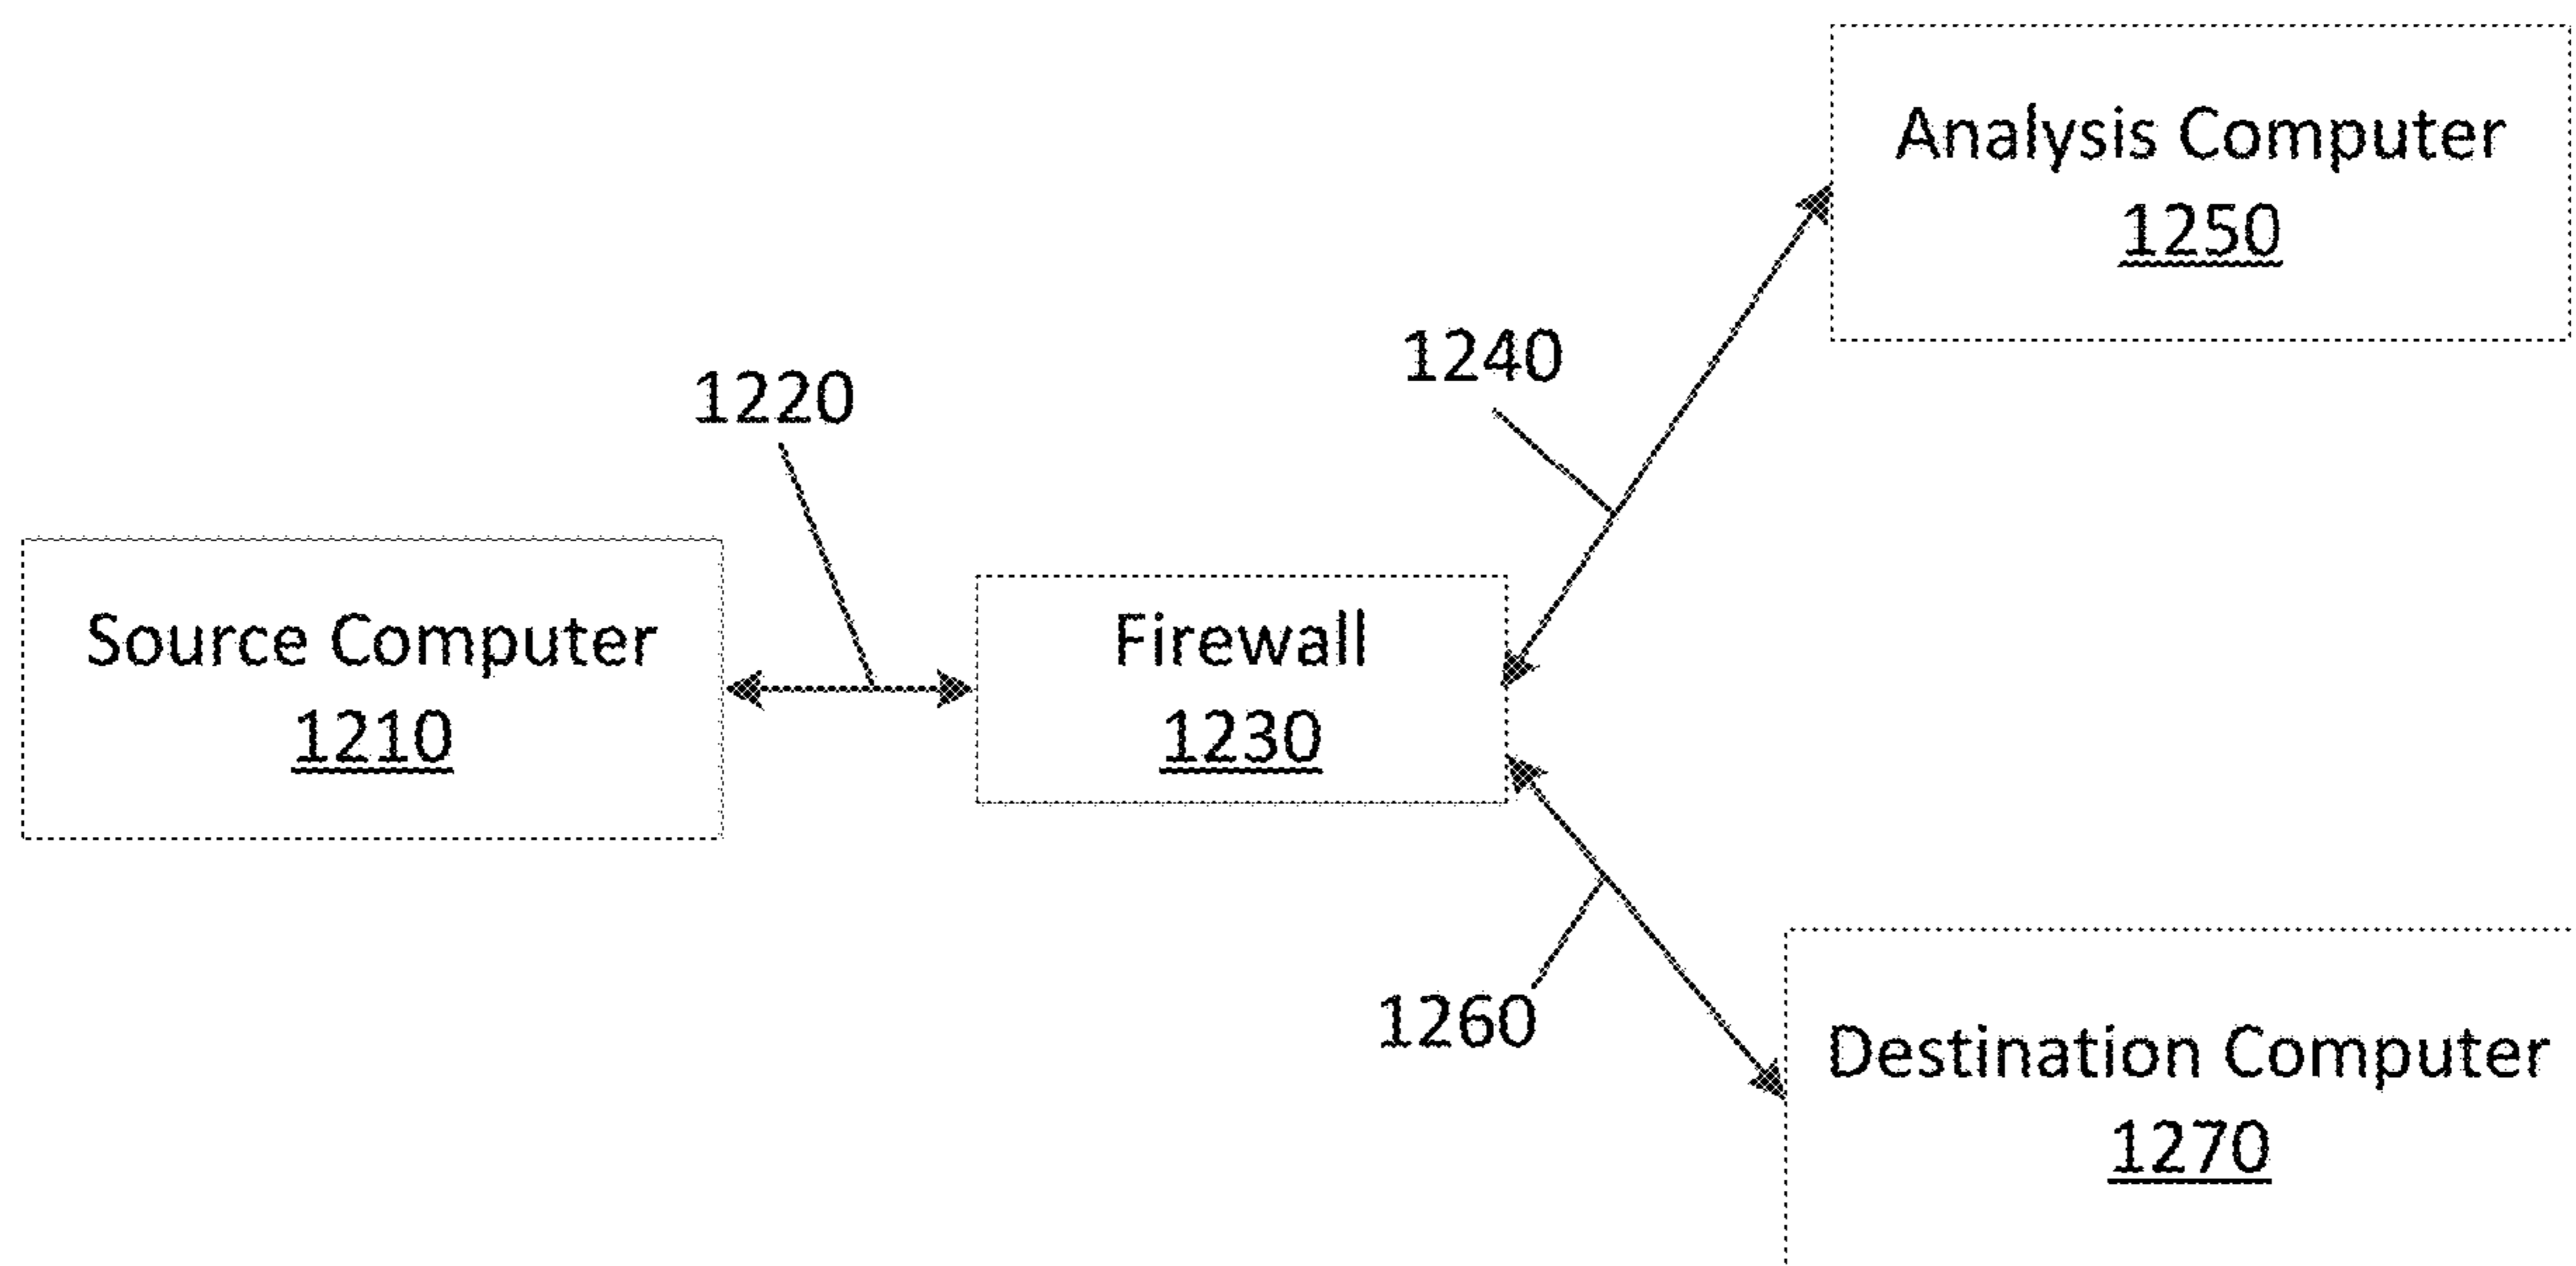 Analysis Computer
1250
1240
1220
Source Computer
1210
Firewall
1230
1260
Destination Computer
1270